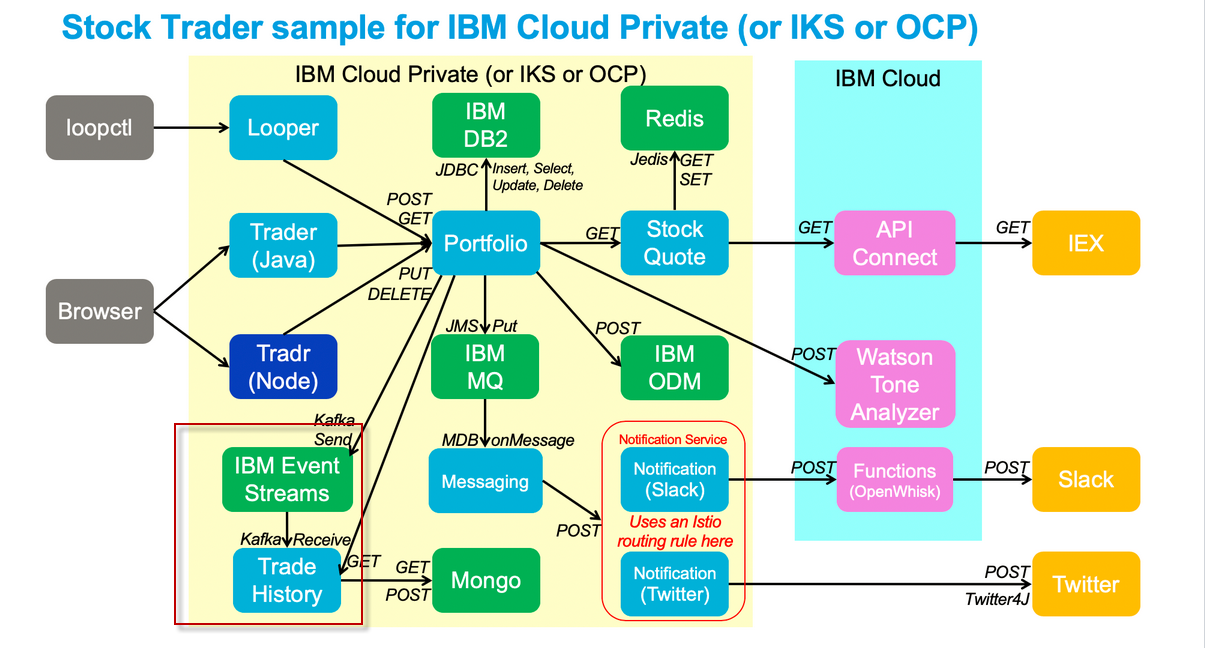 Stock Trader sample for IBM Cloud Private (or IKS or OCP)
IBM Cloud Private (or IKS or OCP)
IBM Cloud
loopctl
Looper
IBM
DB2
Redis
JDBC
Insert, Select,
Update, Delete
Jedis
GET
SET
POST
GET
Trader
(Java)
Portfolio
GET
Stock
Quote
GET
API
Connect
GET
IEX
Browser
PUT
DELETE
JMS
Put
POST
POST
Tradr
(Node)
IBM
MQ
IBM
ODM
Watson
Tone
Analyzer
Kafka
Send
MDB
onMessage
Notification Service
IBM Event
Streams
Messaging
Notification
(Slack)
POST
Functions
(OpenWhisk)
POST
Slack
Uses an Istio
routing rule here
POST
Kafka
Receive
Trade
History
GET
GET
POST
Mongo
Notification
(Twitter)
POST
Twitter4J
Twitter